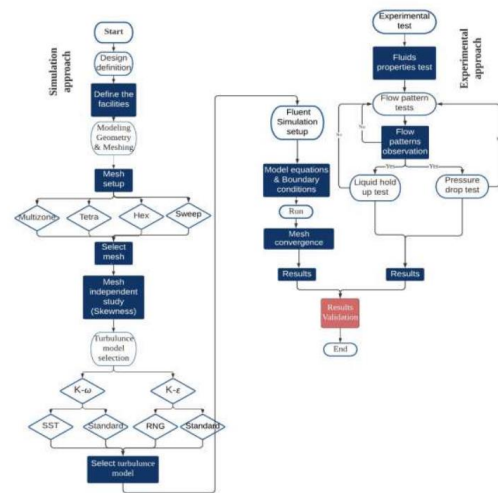 Simulation
approach
Start
Design
definition
Define the
facilities
Modeling
Geometry
& Meshing
Mesh
setup
Multizone
Tetra
Hex
Sweep
Select
mesh
Mesh
independent
study
(Skewness)
Turbulunce
model
selection
K-ω
K-ε
SST
Standard
RNG
Standard
Select turbulunce
model
Fluent
Simulation
setup
Model equations
& Boundary
conditions
Run
Mesh
convergence
Results
Experimental
test
Experimental
approach
Fluids
properties test
Flow pattern
tests
No
Flow
patterns
observation
Yes
Yes
Liquid hold
up test
Pressure
drop test
Results
Results
Validation
End